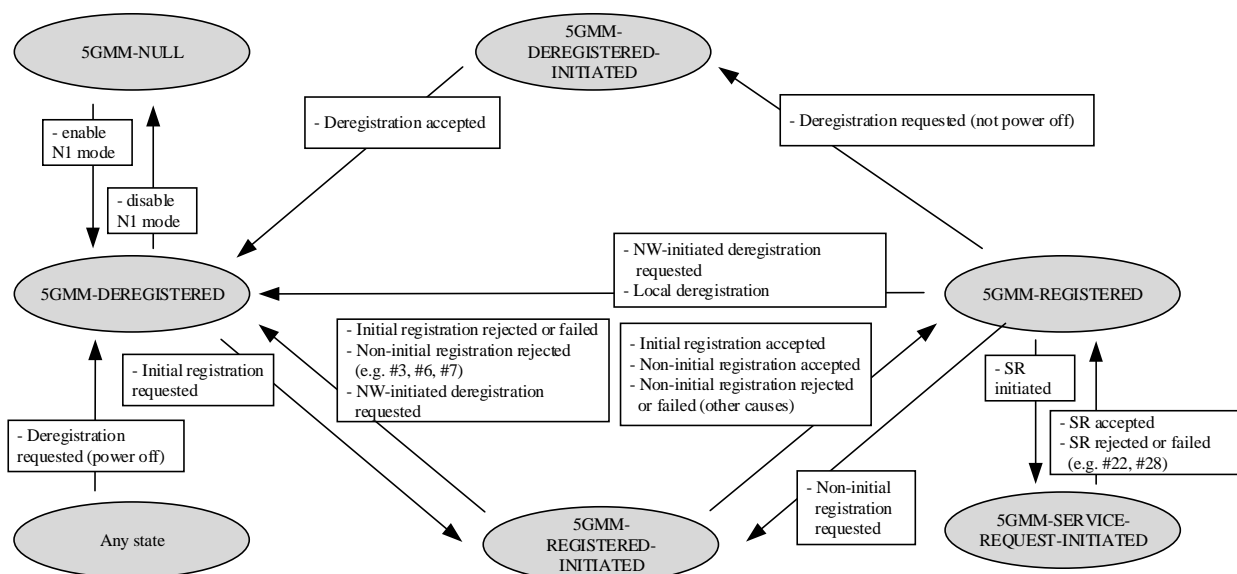 5GMM-NULL
5GMM-
DEREGISTERED-
INITIATED
- Deregistration accepted
- Deregistration requested (not power off)
- enable
N1 mode
- disable
N1 mode
- NW-initiated deregistration
requested
- Local deregistration
5GMM-DEREGISTERED
5GMM-REGISTERED
- Initial registration
requested
- Initial registration rejected or failed
- Non-initial registration rejected
(e.g. #3, #6, #7)
- NW-initiated deregistration
requested
- Initial registration accepted
- Non-initial registration accepted
- Non-initial registration rejected
or failed (other causes)
- SR
initiated
- Deregistration
requested (power off)
- SR accepted
- SR rejected or failed
(e.g. #22, #28)
- Non-initial
registration
requested
Any state
5GMM-
REGISTERED-
INITIATED
5GMM-SERVICE-
REQUEST-INITIATED